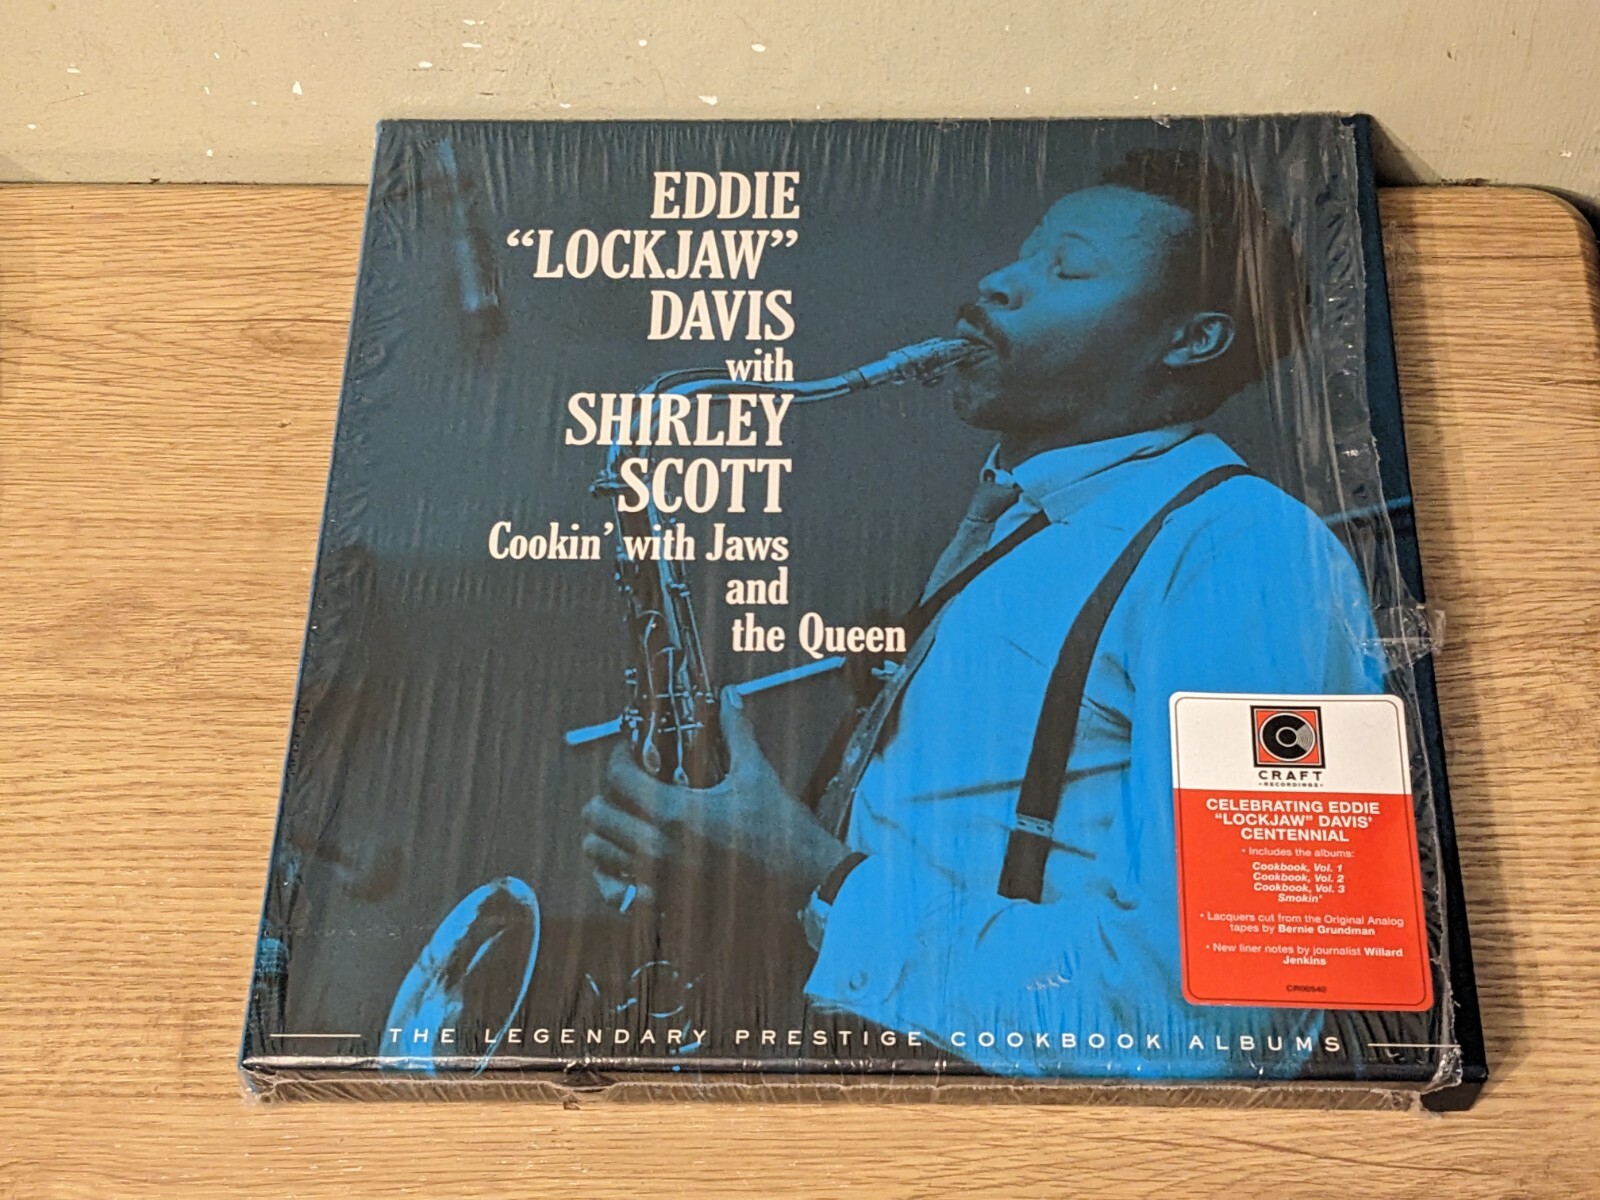 EDDIE
“LOCKJAW”
DAVIS
with
SHIRLEY
SCOTT
Cookin’ with Jaws
and
the Queen
CRAFT
•RECORDINGS•
CELEBRATING EDDIE
“LOCKJAW” DAVIS’
CENTENNIAL
• Includes the albums:
Cookbook, Vol. 1
Cookbook, Vol. 2
Cookbook, Vol. 3
Smokin’
• Lacquers cut from the Original Analog
tapes by Bernie Grundman
• New liner notes by journalist Willard
Jenkins
CR00540
THE LEGENDARY PRESTIGE COOKBOOK ALBUMS